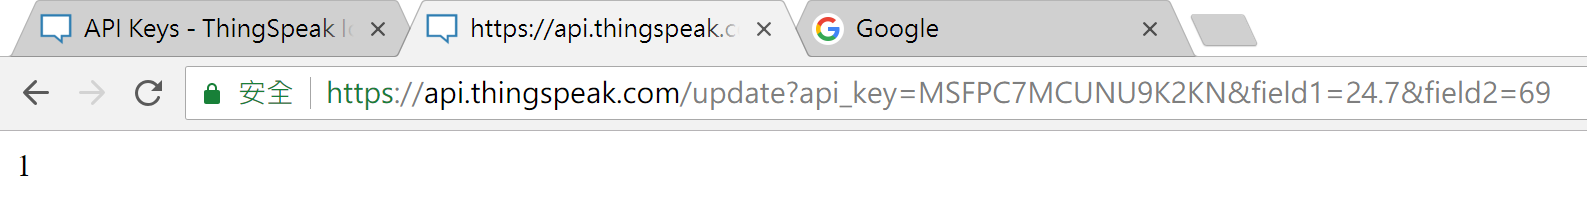 API Keys - ThingSpeak
https://api.thingspeak.c
Google
安全 https://api.thingspeak.com/update?api_key=MSFPC7MCUNU9K2KN&field1=24.7&field2=69
1